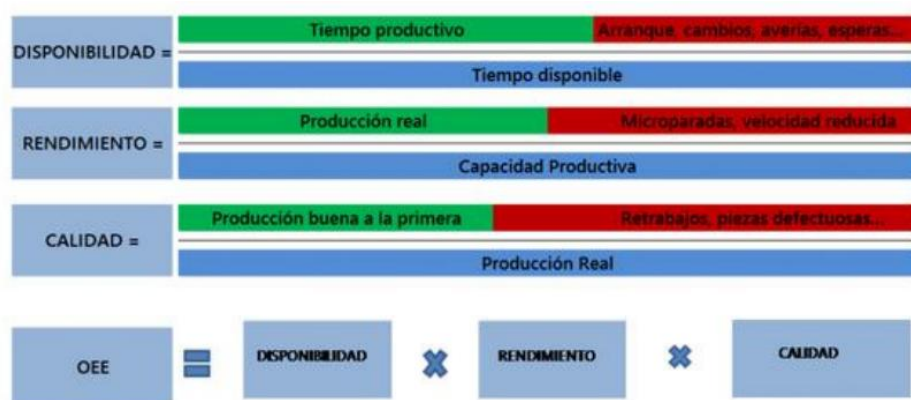 DISPONIBILIDAD =
Tiempo productivo
Arranque, cambios, averías, esperas...
Tiempo disponible
RENDIMIENTO =
Producción real
Microparadas, velocidad reducida
Capacidad Productiva
CALIDAD =
Producción buena a la primera
Retrabajos, piezas defectuosas...
Producción Real
OEE = DISPONIBILIDAD × RENDIMIENTO × CALIDAD